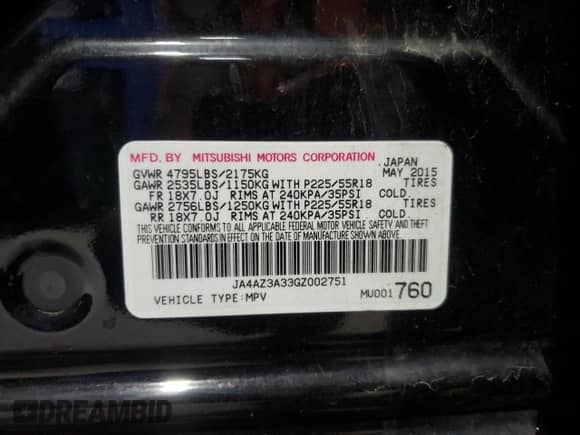 MFD. BY MITSUBISHI MOTORS CORPORATION. JAPAN
GVWR 4795LBS/2175KG MAY 2015
GAWR 2535LBS/1150KG WITH P225/55R18 TIRES
FR 18X7.0J RIMS AT 240KPA/35PSI COLD.
GAWR 2756LBS/1250KG WITH P225/55R18 TIRES
RR 18X7.0J RIMS AT 240KPA/35PSI COLD.
THIS VEHICLE CONFORMS TO ALL APPLICABLE FEDERAL MOTOR VEHICLE SAFETY AND THEFT
PREVENTION STANDARDS IN EFFECT ON THE DATE OF MANUFACTURE SHOWN ABOVE.
JA4AZ3A33GZ002751
VEHICLE TYPE:MPV MU001760
DREAMBID